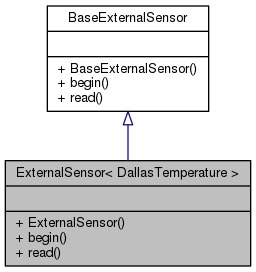 BaseExternalSensor
+ BaseExternalSensor()
+ begin()
+ read()
ExternalSensor< DallasTemperature >
+ ExternalSensor()
+ begin()
+ read()